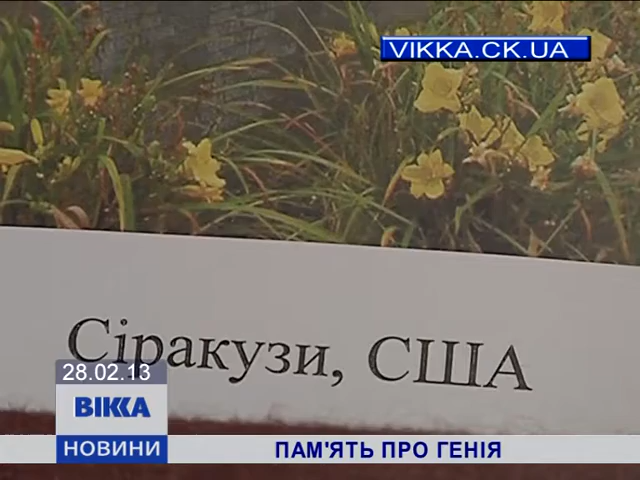 VIKKA.CK.UA
Сіракузи, США
28.02.13
ВІККА
НОВИНИ
ПАМ'ЯТЬ ПРО ГЕНІЯ